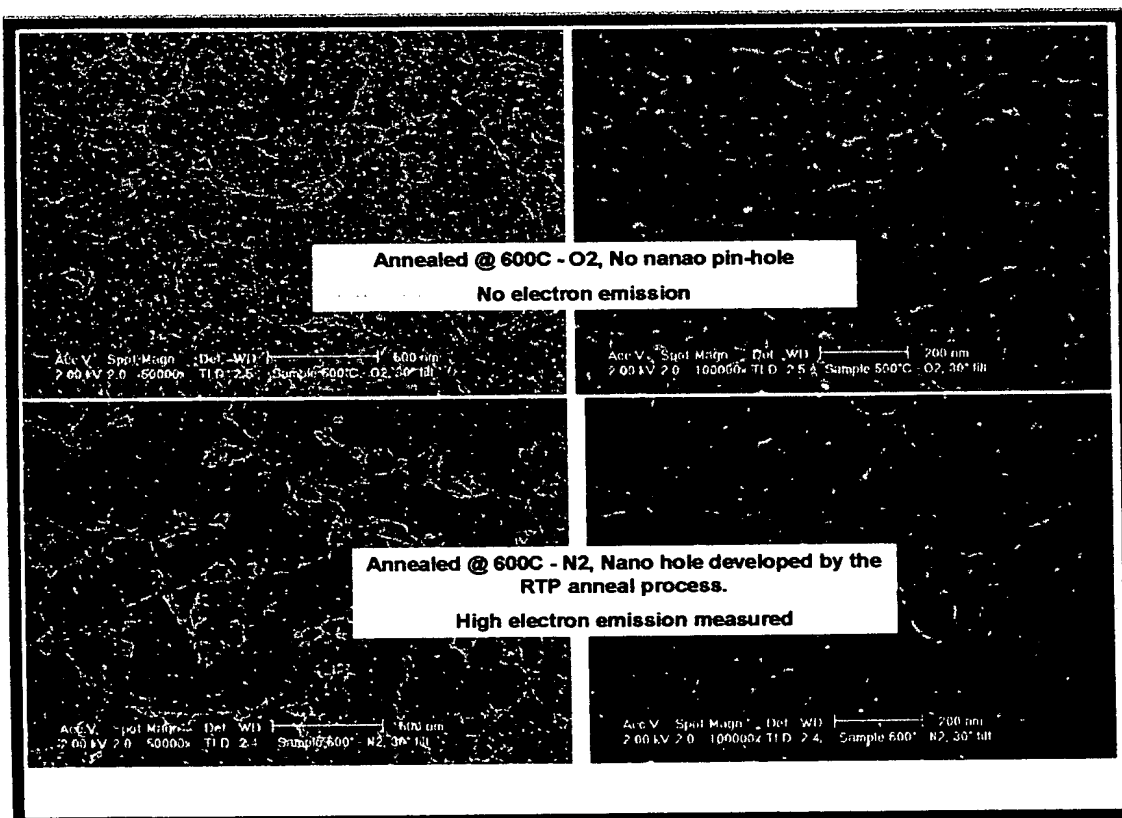 Annealed @ 600C - O2, No nanao pin-hole
No electron emission
Acc.V Spot Magn Det WD 500 nm
2.00 kV 2.0 50000x TLD 2.5 Sample 600°C - O2, 30° tilt
Acc.V Spot Magn Det WD 200 nm
2.00 kV 2.0 100000x TLD 2.5 Sample 500°C - O2, 30° tilt
Annealed @ 600C - N2, Nano hole developed by the
RTP anneal process.
High electron emission measured
Acc.V Spot Magn Det WD 500 nm
2.00 kV 2.0 50000x TLD 2.4 Sample 600° N2, 30° tilt
Acc.V Spot Magn Det WD 200 nm
2.00 kV 2.0 100000x TLD 2.4 Sample 600° N2, 30° tilt